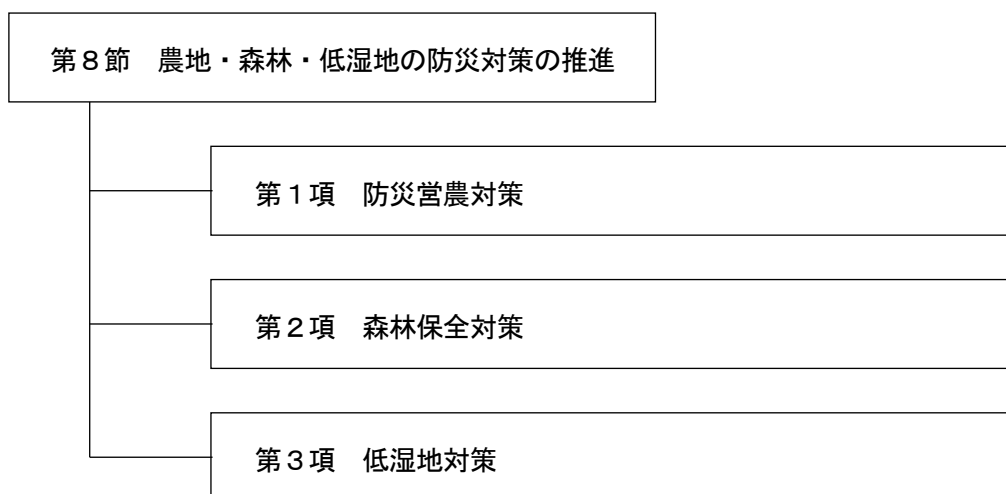 第８節　農地・森林・低湿地の防災対策の推進
第１項　防災営農対策
第２項　森林保全対策
第３項　低湿地対策